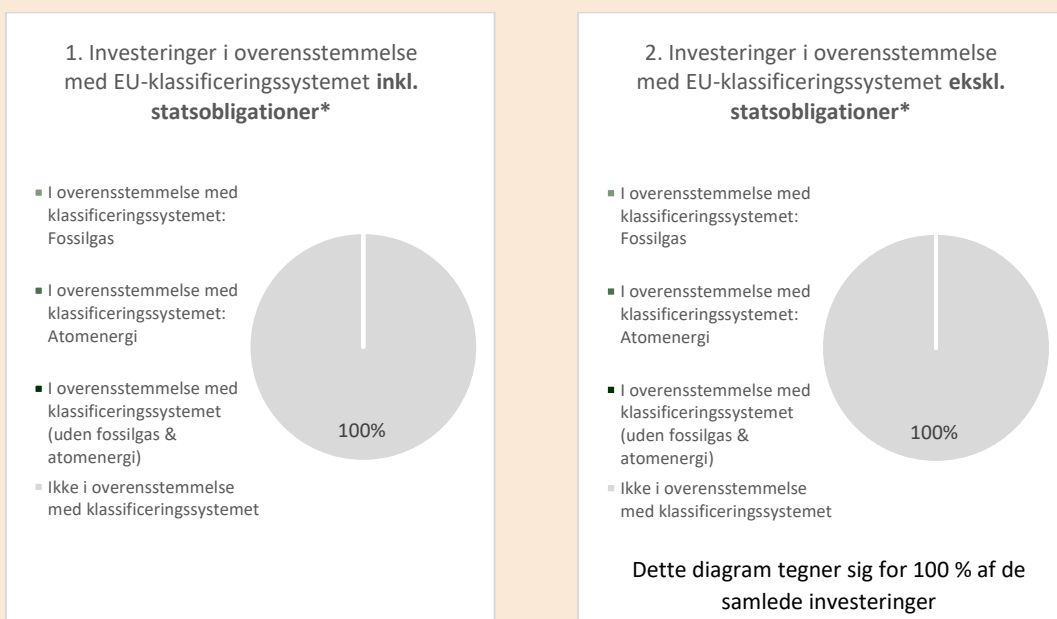 1. Investeringer i overensstemmelse
med EU-klassificeringssystemet inkl.
statsobligationer*
I overensstemmelse med
klassificeringssystemet:
Fossilgas
I overensstemmelse med
klassificeringssystemet:
Atomenergi
I overensstemmelse med
klassificeringssystemet
(uden fossilgas &
atomenergi)
Ikke i overensstemmelse
med klassificeringssystemet
100%
2. Investeringer i overensstemmelse
med EU-klassificeringssystemet ekskl.
statsobligationer*
I overensstemmelse med
klassificeringssystemet:
Fossilgas
I overensstemmelse med
klassificeringssystemet:
Atomenergi
I overensstemmelse med
klassificeringssystemet
(uden fossilgas &
atomenergi)
Ikke i overensstemmelse
med klassificeringssystemet
100%
Dette diagram tegner sig for 100 % af de
samlede investeringer